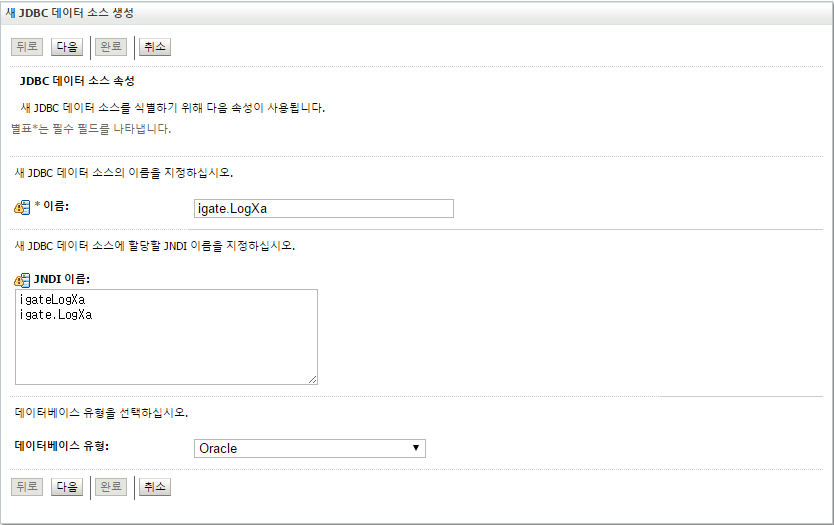 새 JDBC 데이터 소스 생성
뒤로 다음 완료 취소
JDBC 데이터 소스 속성
새 JDBC 데이터 소스를 식별하기 위해 다음 속성이 사용됩니다.
별표*는 필수 필드를 나타냅니다.
새 JDBC 데이터 소스의 이름을 지정하십시오.
* 이름: igate.LogXa
새 JDBC 데이터 소스에 할당할 JNDI 이름을 지정하십시오.
JNDI 이름:
igateLogXa
igate.LogXa
데이터베이스 유형을 선택하십시오.
데이터베이스 유형: Oracle
뒤로 다음 완료 취소